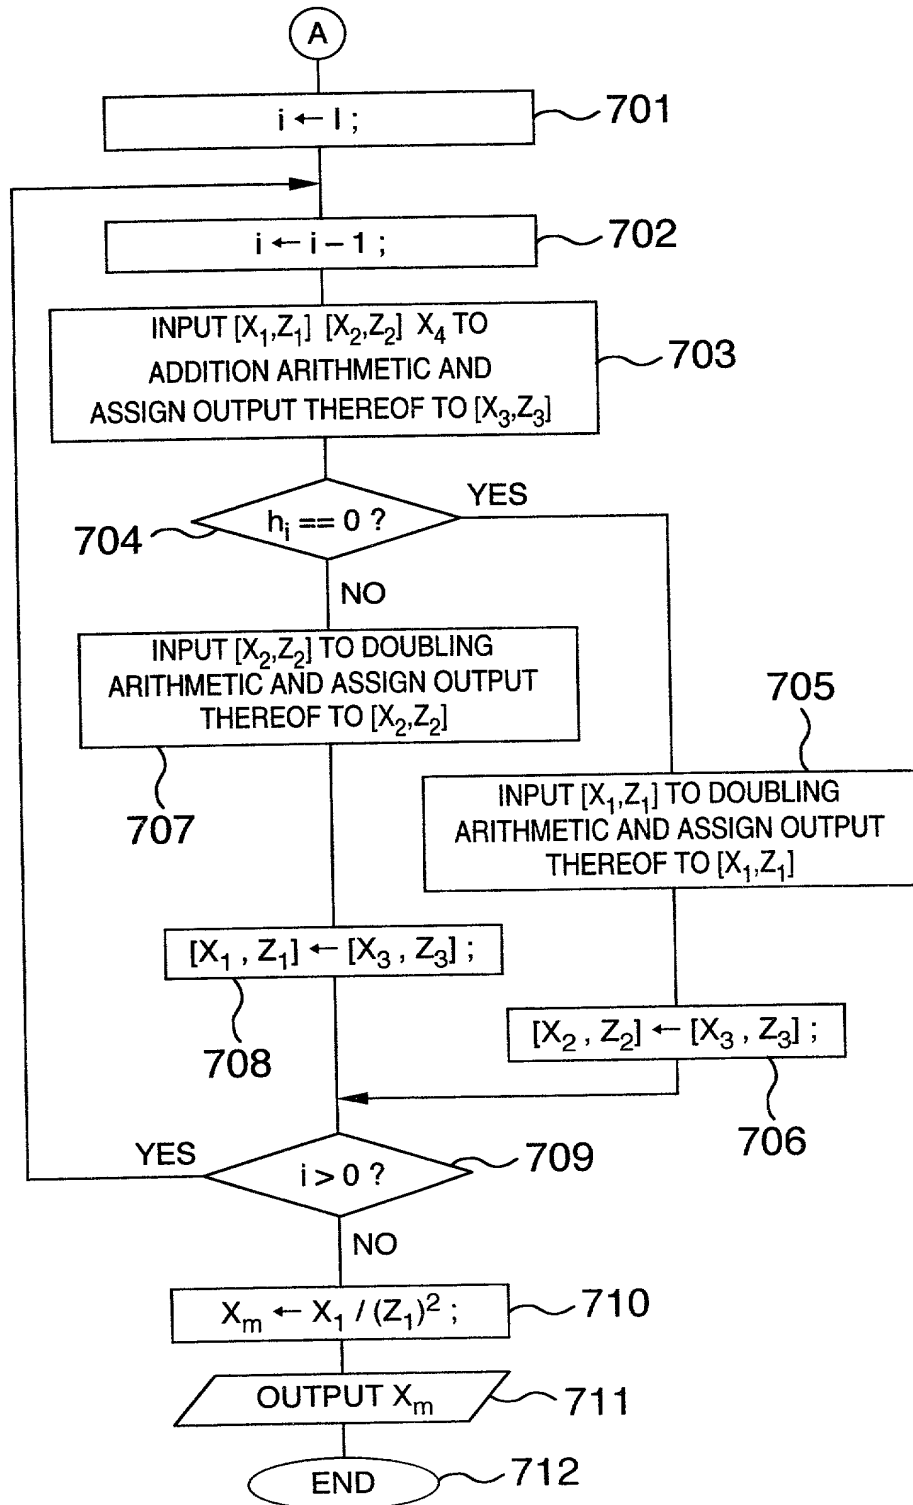 A
i ← l ;
701
i ← i – 1 ;
702
INPUT [X₁,Z₁] [X₂,Z₂] X₄ TO
ADDITION ARITHMETIC AND
ASSIGN OUTPUT THEREOF TO [X₃,Z₃]
703
hᵢ == 0 ?
YES
704
NO
INPUT [X₂,Z₂] TO DOUBLING
ARITHMETIC AND ASSIGN OUTPUT
THEREOF TO [X₂,Z₂]
705
707
INPUT [X₁,Z₁] TO DOUBLING
ARITHMETIC AND ASSIGN OUTPUT
THEREOF TO [X₁,Z₁]
[X₁ , Z₁] ← [X₃ , Z₃] ;
708
[X₂ , Z₂] ← [X₃ , Z₃] ;
706
YES
i > 0 ?
709
NO
Xₘ ← X₁ / (Z₁)² ;
710
OUTPUT Xₘ
711
END
712